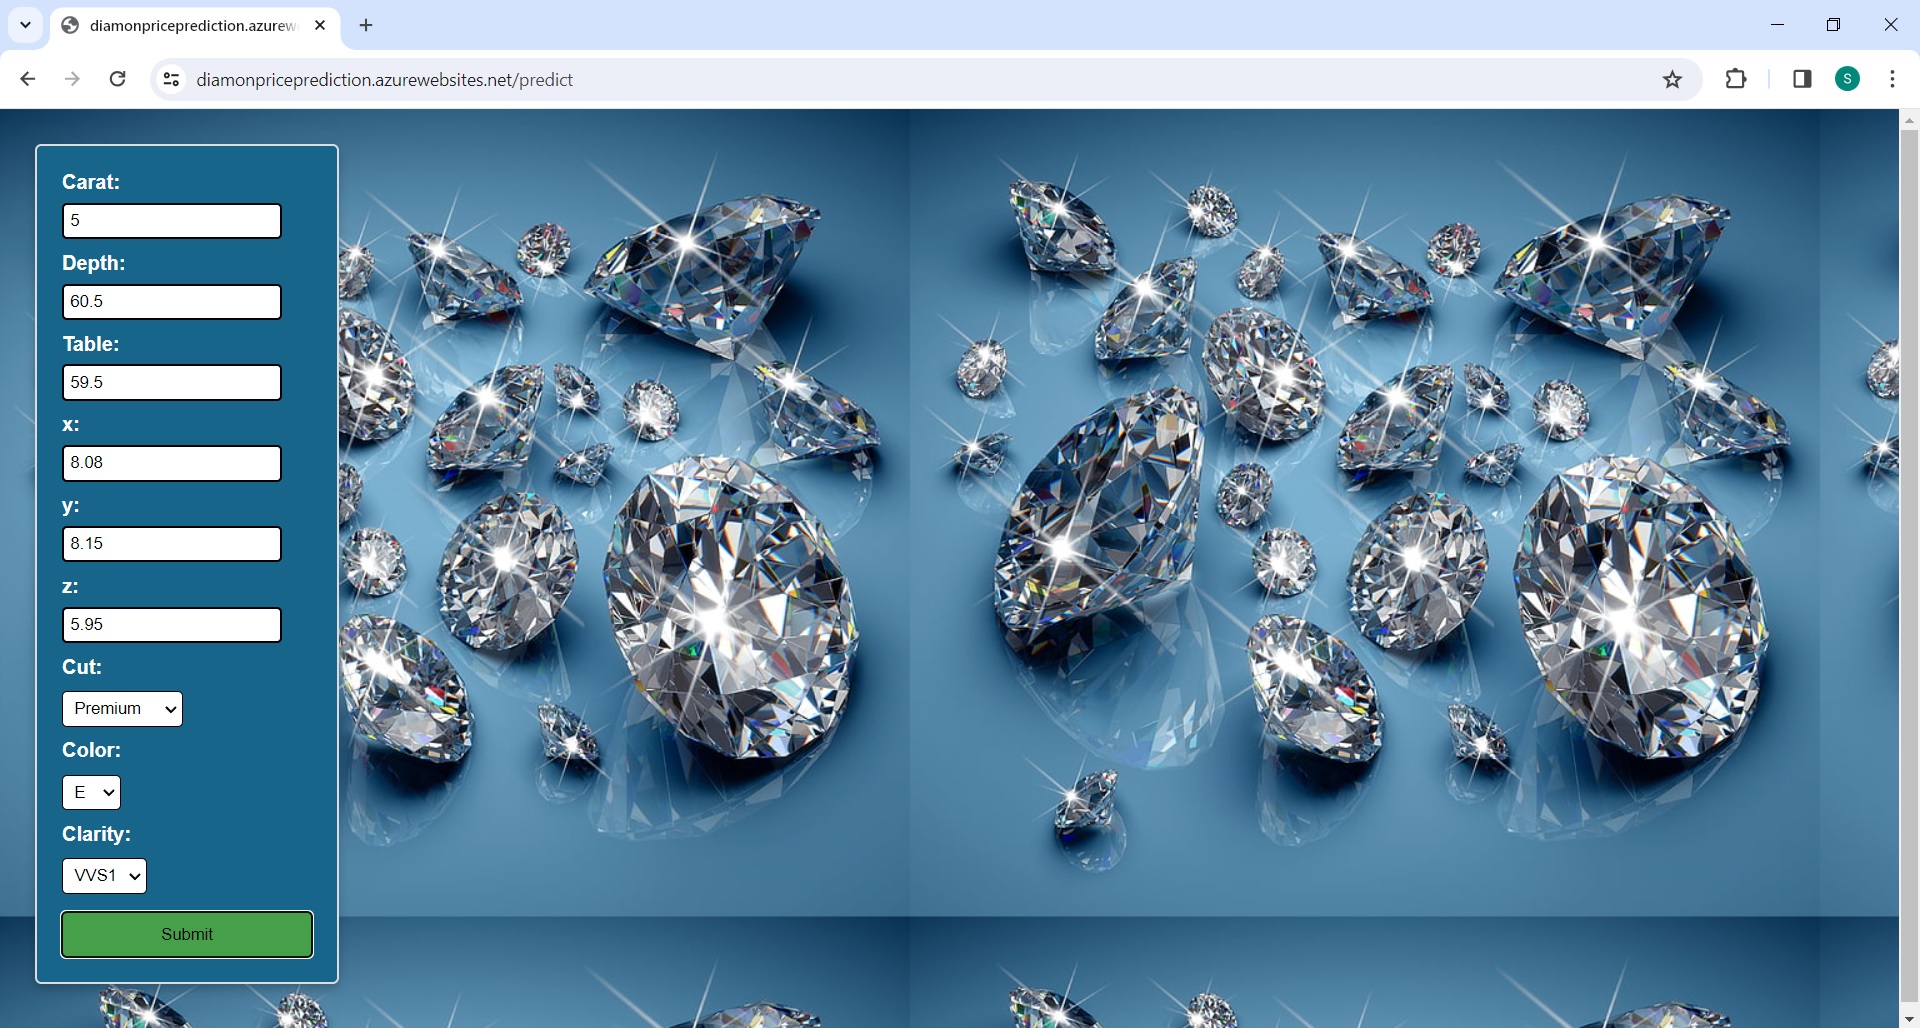 diamonpriceprediction.azurew
diamonpriceprediction.azurewebsites.net/predict
S
Carat:
5
Depth:
60.5
Table:
59.5
x:
8.08
y:
8.15
z:
5.95
Cut:
Premium
Color:
E
Clarity:
VVS1
Submit